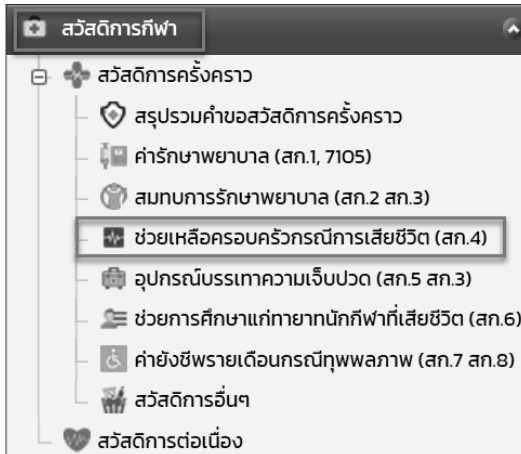 สวัสดิการกีฬา
สวัสดิการครั้งคราว
สรุปรวมคำขอสวัสดิการครั้งคราว
ค่ารักษาพยาบาล (สก.1, 7105)
สมทบการรักษาพยาบาล (สก.2 สก.3)
ช่วยเหลือครอบครัวกรณีการเสียชีวิต (สก.4)
อุปกรณ์บรรเทาความเจ็บปวด (สก.5 สก.3)
ช่วยการศึกษาแก่ทายาทนักกีฬาที่เสียชีวิต (สก.6)
ค่ายังชีพรายเดือนกรณีทุพพลภาพ (สก.7 สก.8)
สวัสดิการอื่นๆ
สวัสดิการต่อเนื่อง